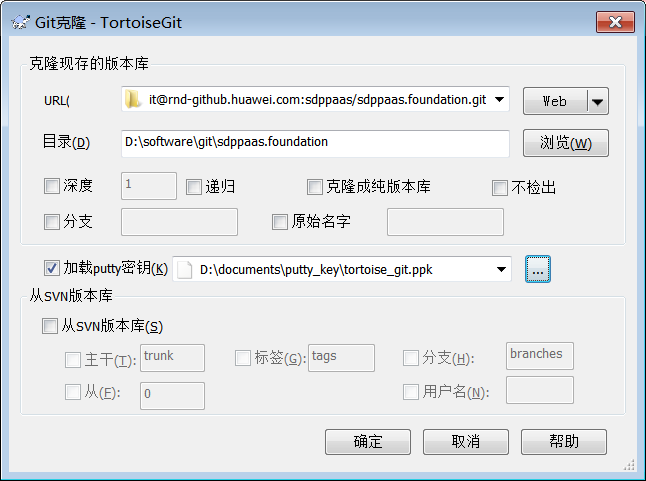 Git克隆 - TortoiseGit
克隆现存的版本库
URL( it@rnd-github.huawei.com:sdppaas/sdppaas.foundation.git Web
目录(D) D:\software\git\sdppaas.foundation 浏览(W)
深度 1 递归 克隆成纯版本库 不检出
分支 原始名字
加载putty密钥(K) D:\documents\putty_key\tortoise_git.ppk ...
从SVN版本库
从SVN版本库(S)
主干(T): trunk 标签(G): tags 分支(H): branches
从(F): 0 用户名(N):
确定 取消 帮助